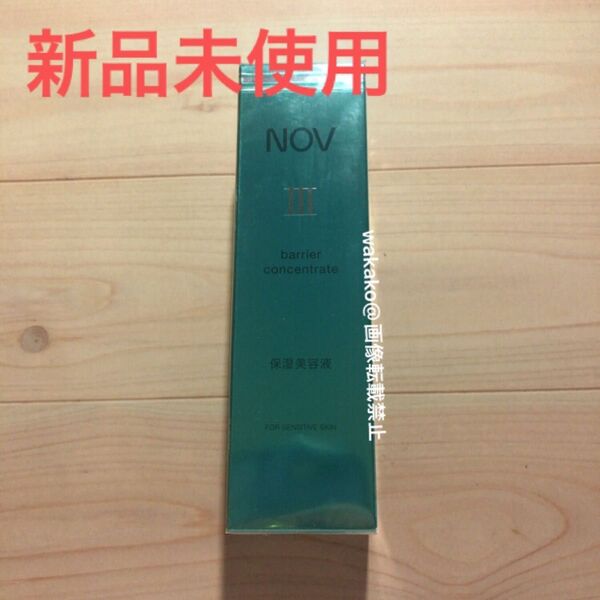 新品未使用
NOV
III
barrier
concentrate
保湿美容液
FOR SENSITIVE SKIN
wakako@画像転載禁止